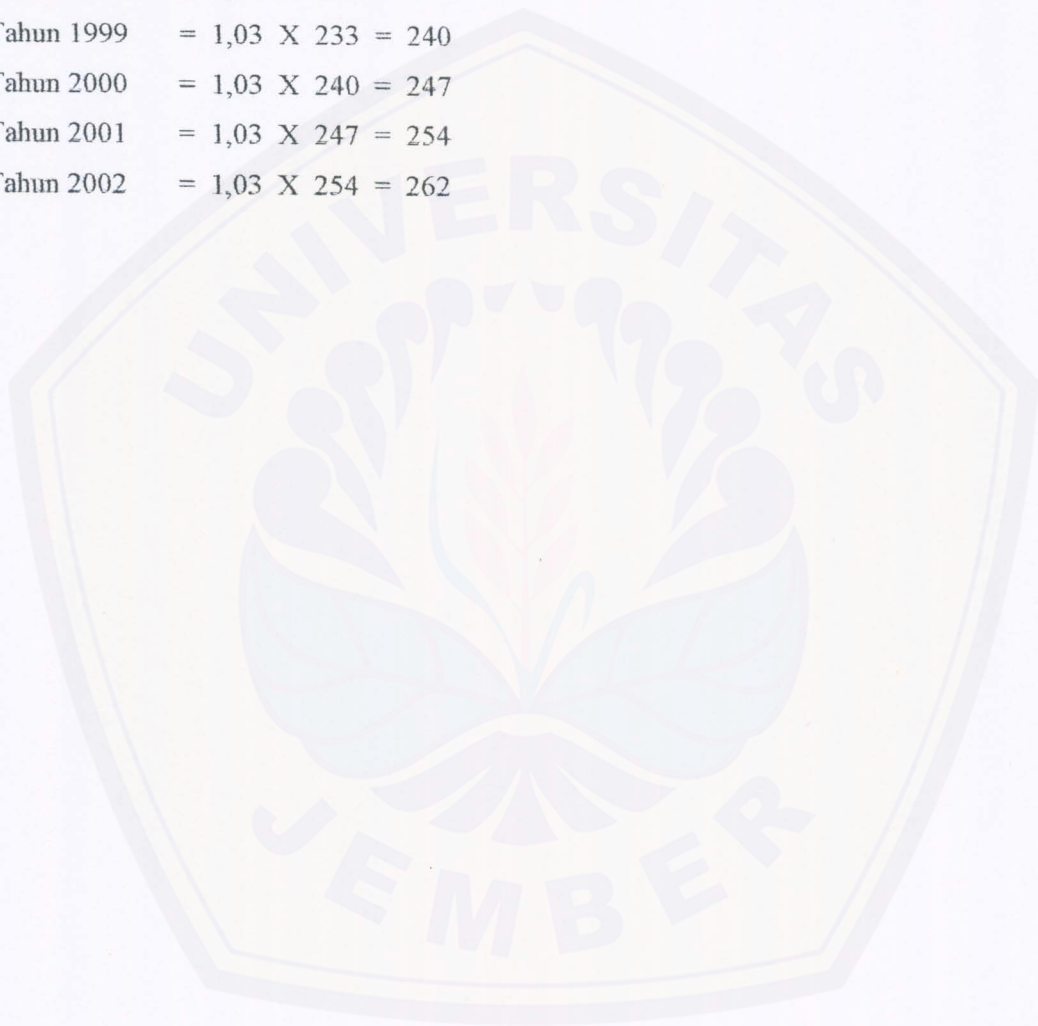 Tahun 1999 = 1,03 X 233 = 240
Tahun 2000 = 1,03 X 240 = 247
Tahun 2001 = 1,03 X 247 = 254
Tahun 2002 = 1,03 X 254 = 262
UNIVERSITAS
JEMBER